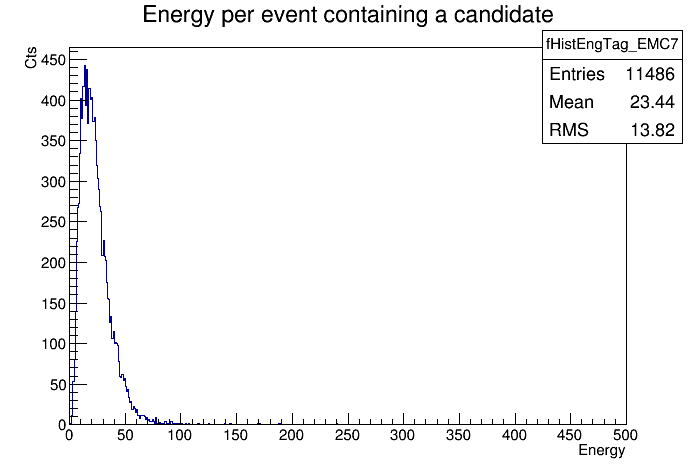 Energy per event containing a candidate
fHistEngTag_EMC7
Entries 11486
Mean 23.44
RMS 13.82
Cts
450
400
350
300
250
200
150
100
50
0
0 50 100 150 200 250 300 350 400 450 500
Energy